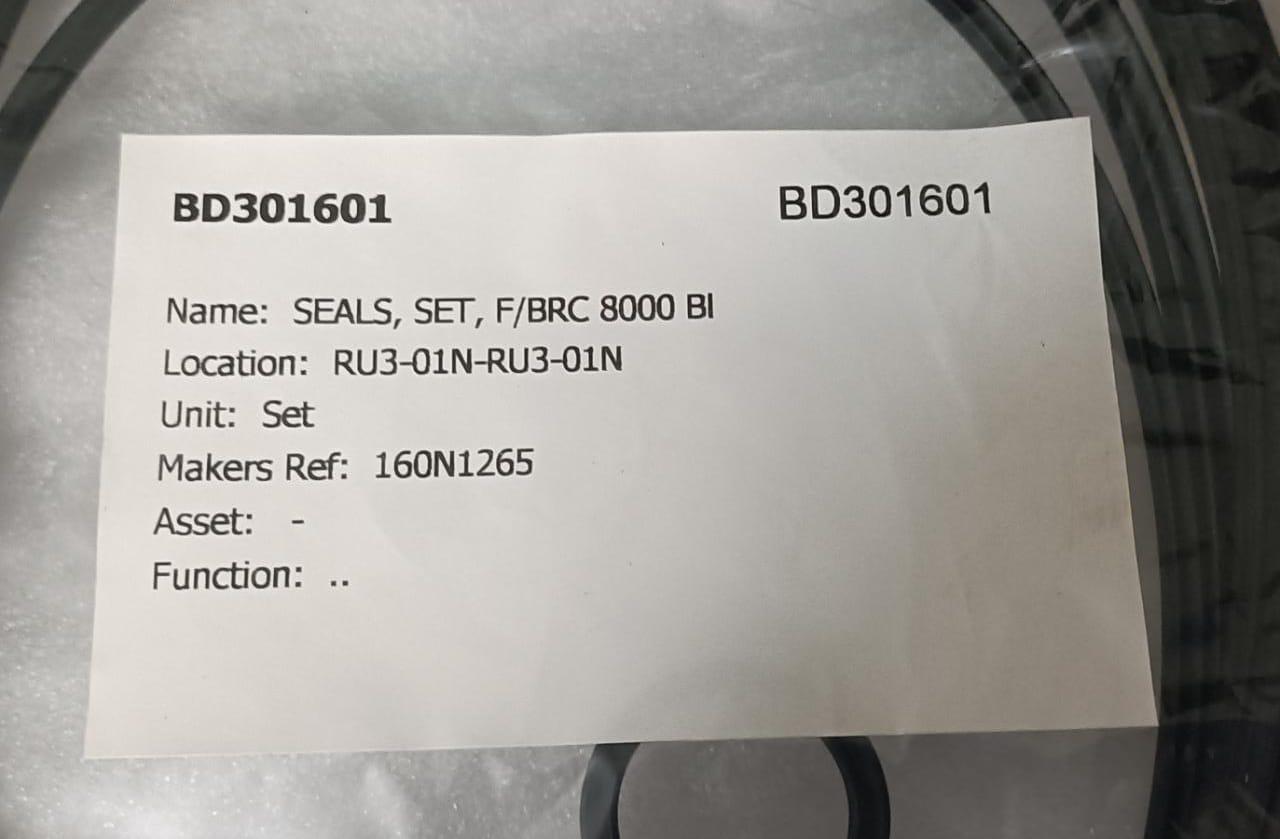 BD301601 BD301601
Name: SEALS, SET, F/BRC 8000 Bl
Location: RU3-01N-RU3-01N
Unit: Set
Makers Ref: 160N1265
Asset: -
Function: ..